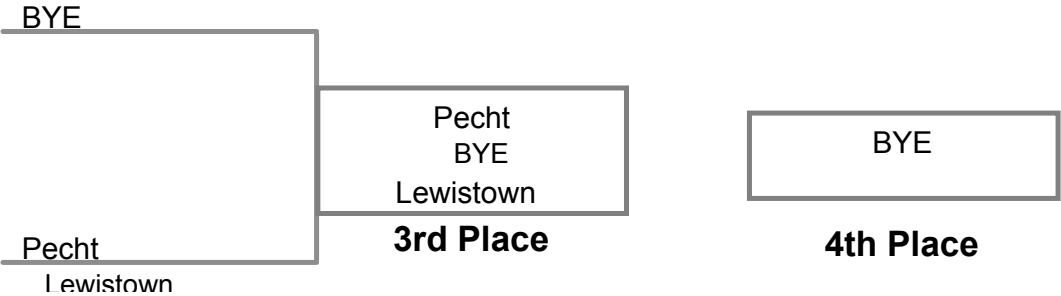 BYE
Pecht
BYE
Lewistown
3rd Place
BYE
4th Place
Pecht
Lewistown